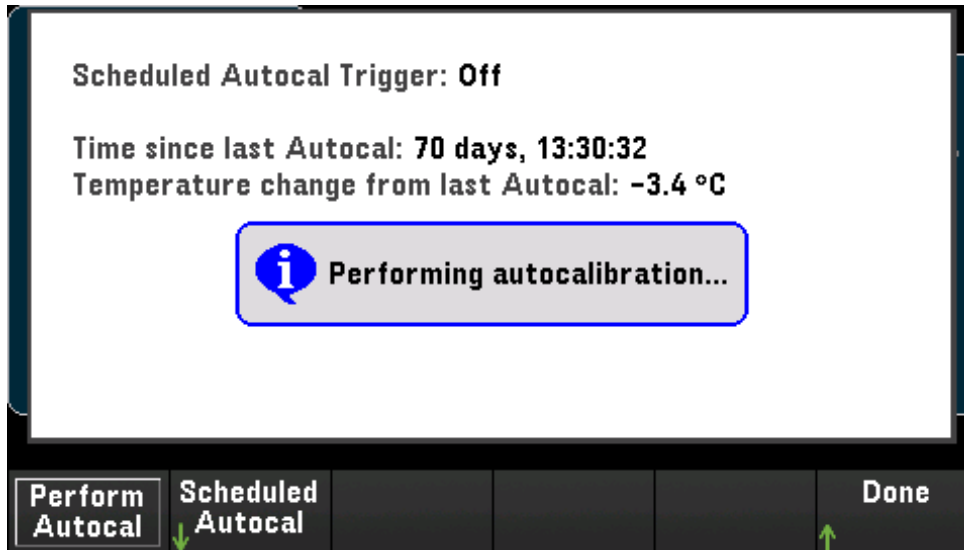 Scheduled Autocal Trigger: Off
Time since last Autocal: 70 days, 13:30:32
Temperature change from last Autocal: -3.4 °C
Performing autocalibration...
Perform
Autocal
Scheduled
Autocal
Done